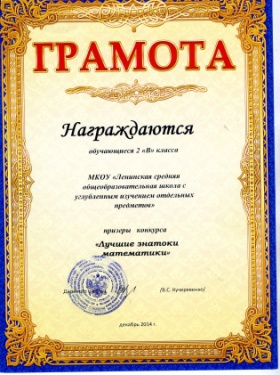 ГРАМОТА
Награждаются
обучающиеся 2 «В» класса
МКОУ «Ленинская средняя
общеобразовательная школа с
углубленным изучением отдельных
предметов»
призеры конкурса
«Лучшие знатоки
математики»
(В.С. Кучеренко)
декабрь 2014 г.